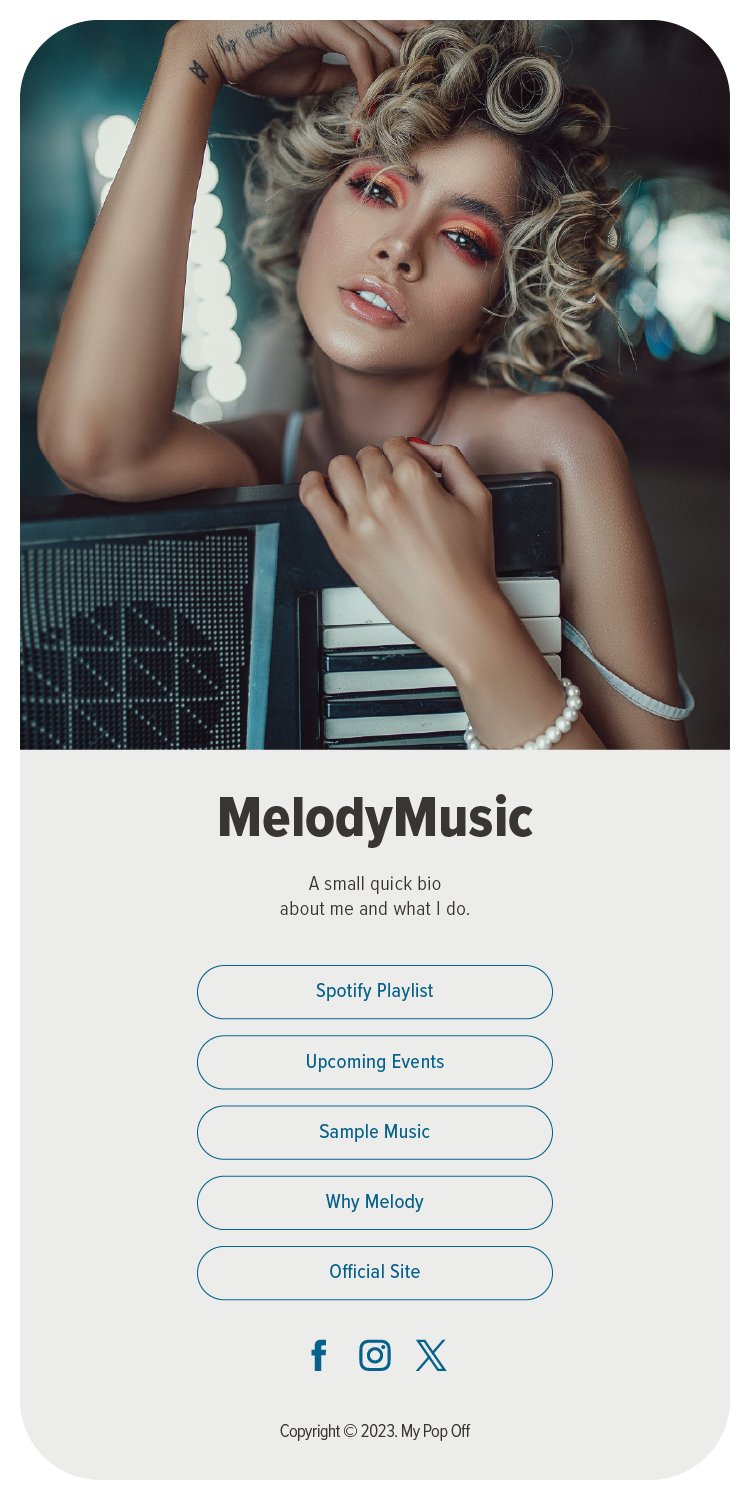 MelodyMusic
A small quick bio
about me and what I do.
Spotify Playlist
Upcoming Events
Sample Music
Why Melody
Official Site
Copyright © 2023. My Pop Off